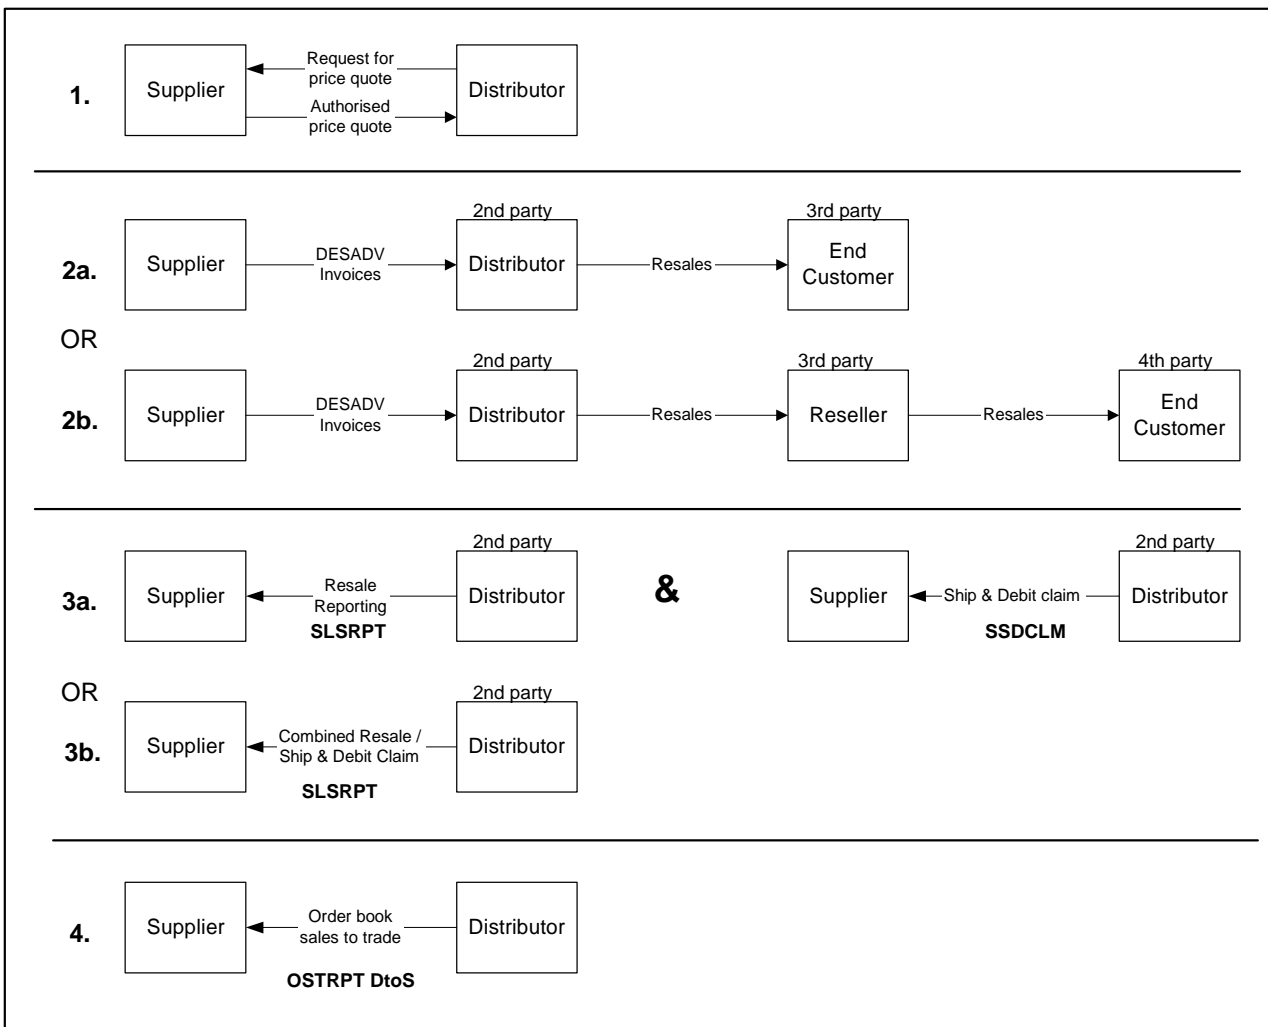 1.
Supplier
Request for
price quote
Authorised
price quote
Distributor
2a.
Supplier
DESADV
Invoices
2nd party
Distributor
Resales
3rd party
End
Customer
OR
2b.
Supplier
DESADV
Invoices
2nd party
Distributor
Resales
3rd party
Reseller
Resales
4th party
End
Customer
3a.
Supplier
Resale
Reporting
SLSRPT
2nd party
Distributor
&
Supplier
Ship & Debit claim
SSDCLM
2nd party
Distributor
OR
3b.
Supplier
Combined Resale /
Ship & Debit Claim
SLSRPT
2nd party
Distributor
4.
Supplier
Order book
sales to trade
OSTRPT DtoS
Distributor